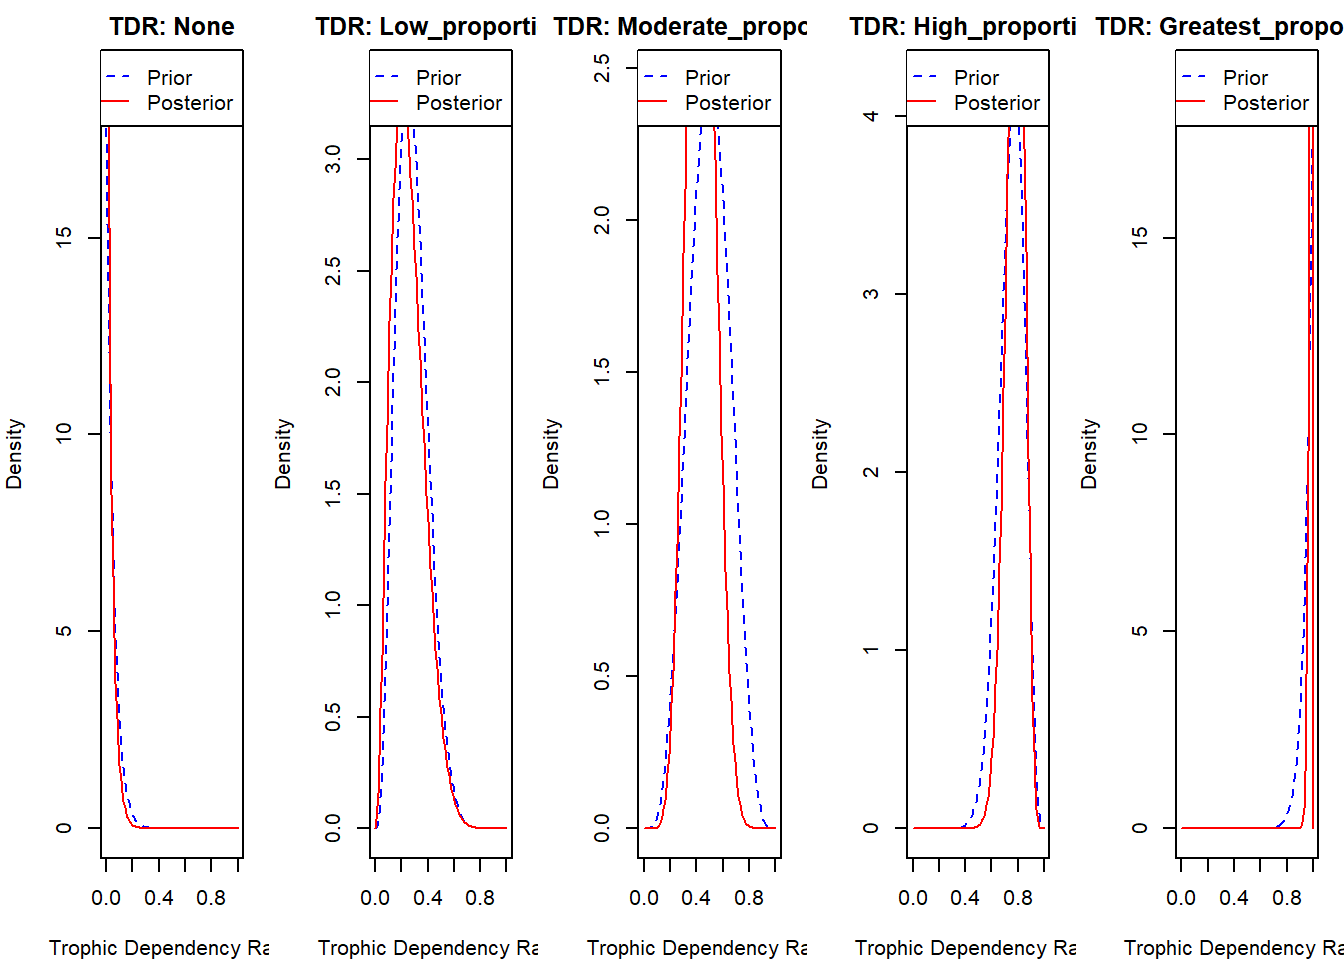 TDR: None
Prior
Posterior
Density
0 5 10 15
0.0 0.4 0.8
Trophic Dependency Ra
TDR: Low_proporti
Prior
Posterior
Density
0.0 0.5 1.0 1.5 2.0 2.5 3.0
0.0 0.4 0.8
Trophic Dependency Ra
TDR: Moderate_propo
Prior
Posterior
Density
0.0 0.5 1.0 1.5 2.0 2.5
0.0 0.4 0.8
Trophic Dependency Ra
TDR: High_proporti
Prior
Posterior
Density
0 1 2 3 4
0.0 0.4 0.8
Trophic Dependency Ra
TDR: Greatest_propo
Prior
Posterior
Density
0 5 10 15
0.0 0.4 0.8
Trophic Dependency Ra